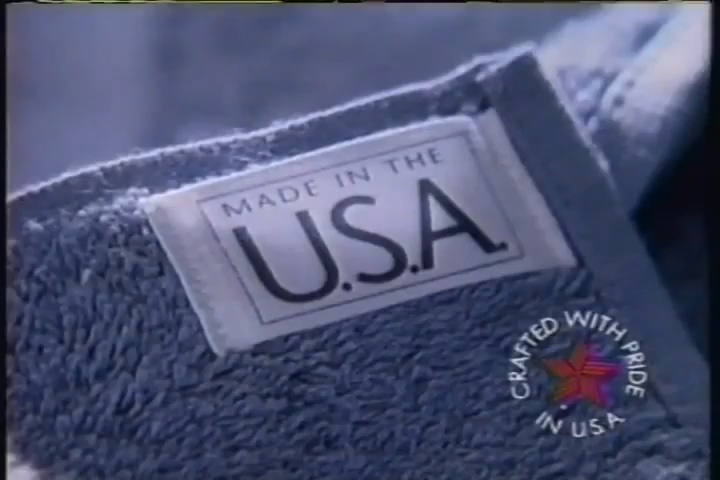 MADE IN THE
U.S.A.
CRAFTED WITH PRIDE
IN U.S.A